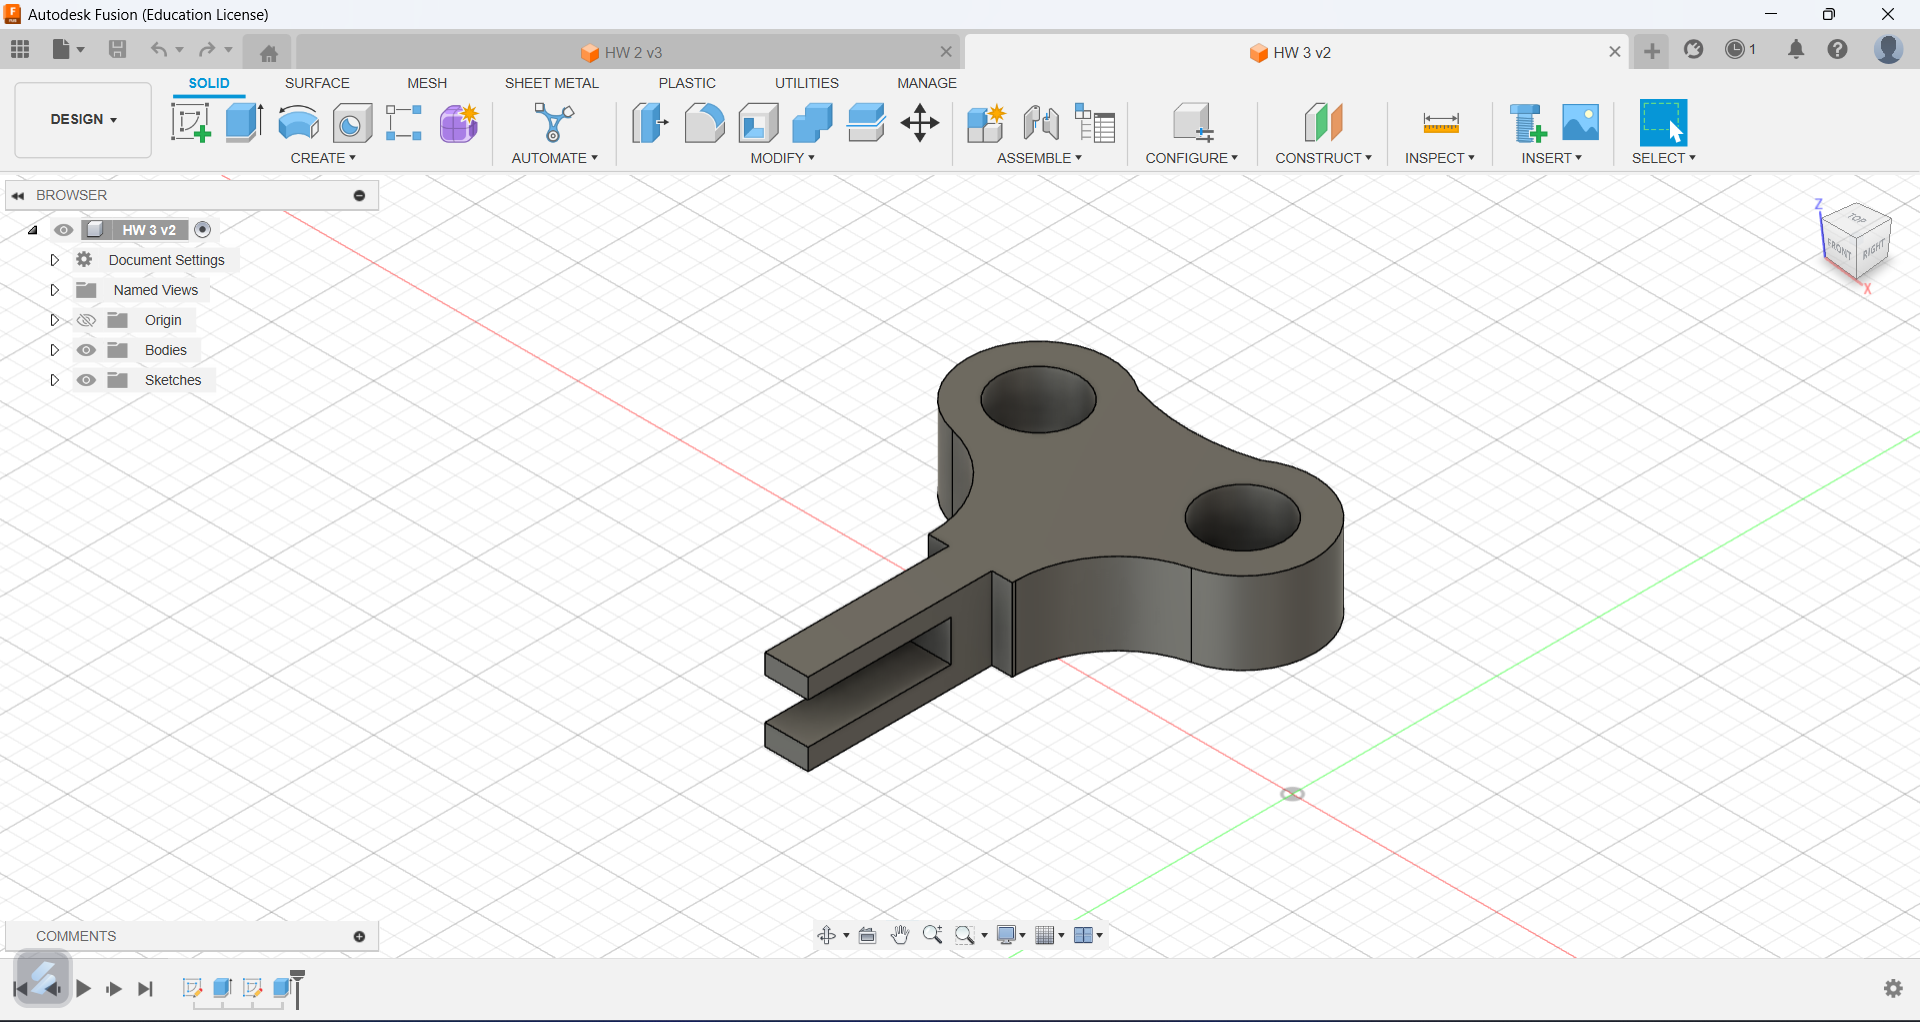 Autodesk Fusion (Education License)
HW 2 v3
HW 3 v2
1
DESIGN
SOLID
SURFACE
MESH
SHEET METAL
PLASTIC
UTILITIES
MANAGE
CREATE
AUTOMATE
MODIFY
ASSEMBLE
CONFIGURE
CONSTRUCT
INSPECT
INSERT
SELECT
BROWSER
HW 3 v2
Document Settings
Named Views
Origin
Bodies
Sketches
Z
TOP
FRONT
RIGHT
X
COMMENTS